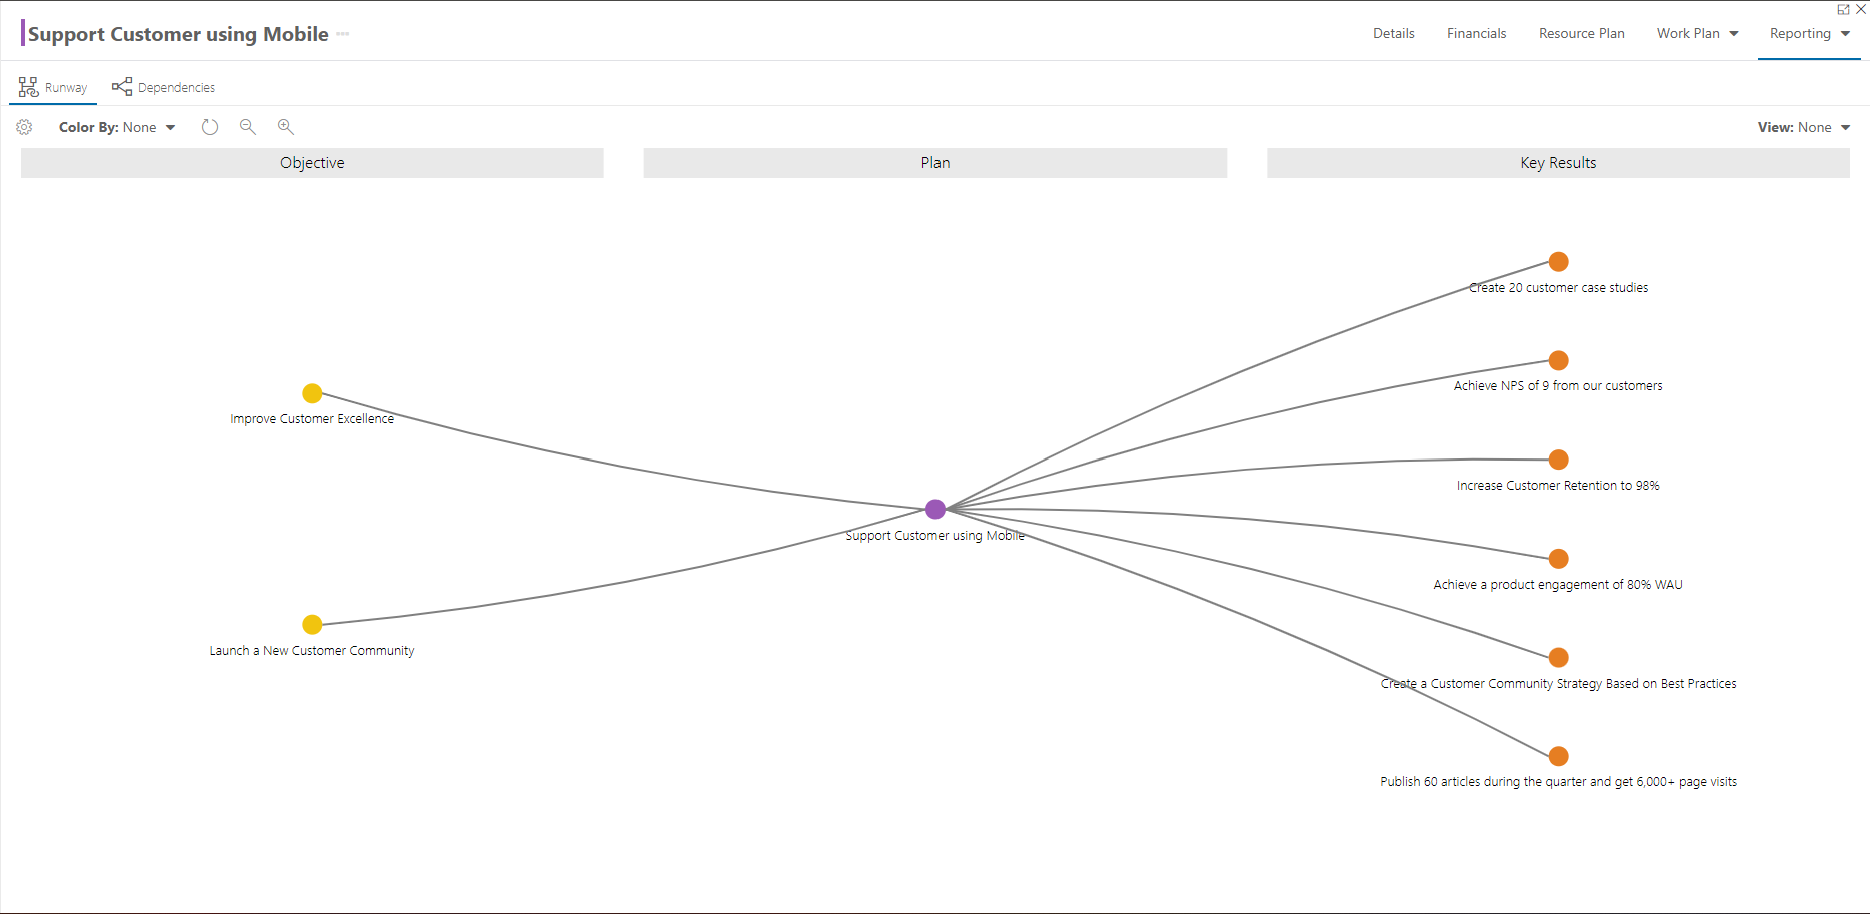 Support Customer using Mobile
Details
Financials
Resource Plan
Work Plan
Reporting
Runway
Dependencies
Color By: None
View: None
Objective
Plan
Key Results
Create 20 customer case studies
Achieve NPS of 9 from our customers
Improve Customer Excellence
Increase Customer Retention to 98%
Support Customer using Mobile
Achieve a product engagement of 80% WAU
Launch a New Customer Community
Create a Customer Community Strategy Based on Best Practices
Publish 60 articles during the quarter and get 6,000+ page visits